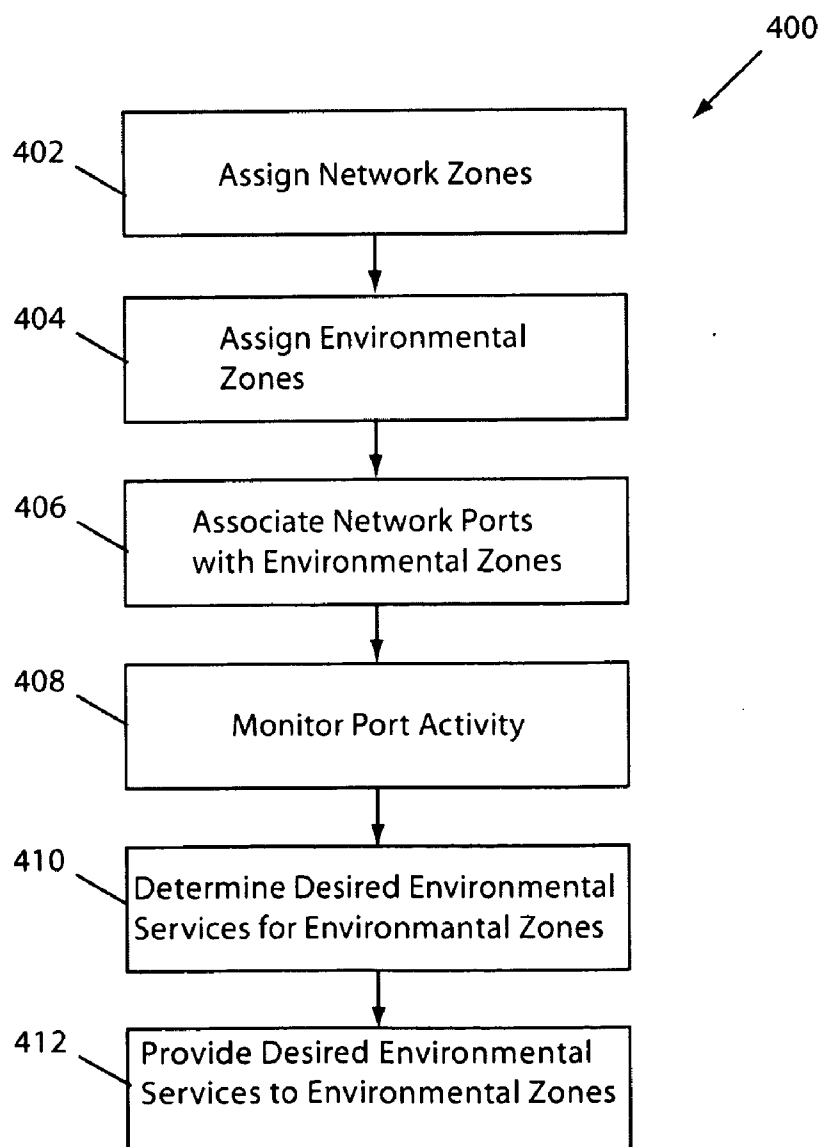 400
402
Assign Network Zones
404
Assign Environmental
Zones
406
Associate Network Ports
with Environmental Zones
408
Monitor Port Activity
410
Determine Desired Environmental
Services for Environmantal Zones
412
Provide Desired Environmental
Services to Environmental Zones